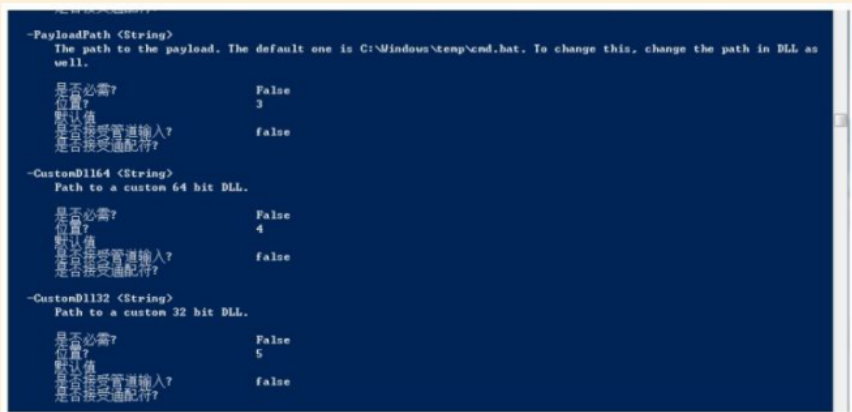 -PayloadPath <String>
The path to the payload. The default one is C:\Windows\temp\cmd.bat. To change this, change the path in DLL as
well.
是否必需? False
位置? 3
默认值
是否接受管道输入? false
是否接受通配符?
-CustomDll64 <String>
Path to a custom 64 bit DLL.
是否必需? False
位置? 4
默认值
是否接受管道输入? false
是否接受通配符?
-CustomDll32 <String>
Path to a custom 32 bit DLL.
是否必需? False
位置? 5
默认值
是否接受管道输入? false
是否接受通配符?